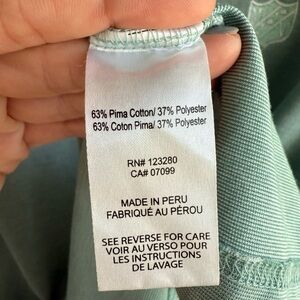 63% Pima Cotton/ 37% Polyester
63% Coton Pima/ 37% Polyester
RN# 123280
CA# 07099
MADE IN PERU
FABRIQUÉ AU PÉROU
SEE REVERSE FOR CARE
VOIR AU VERSO POUR
LES INSTRUCTIONS
DE LAVAGE